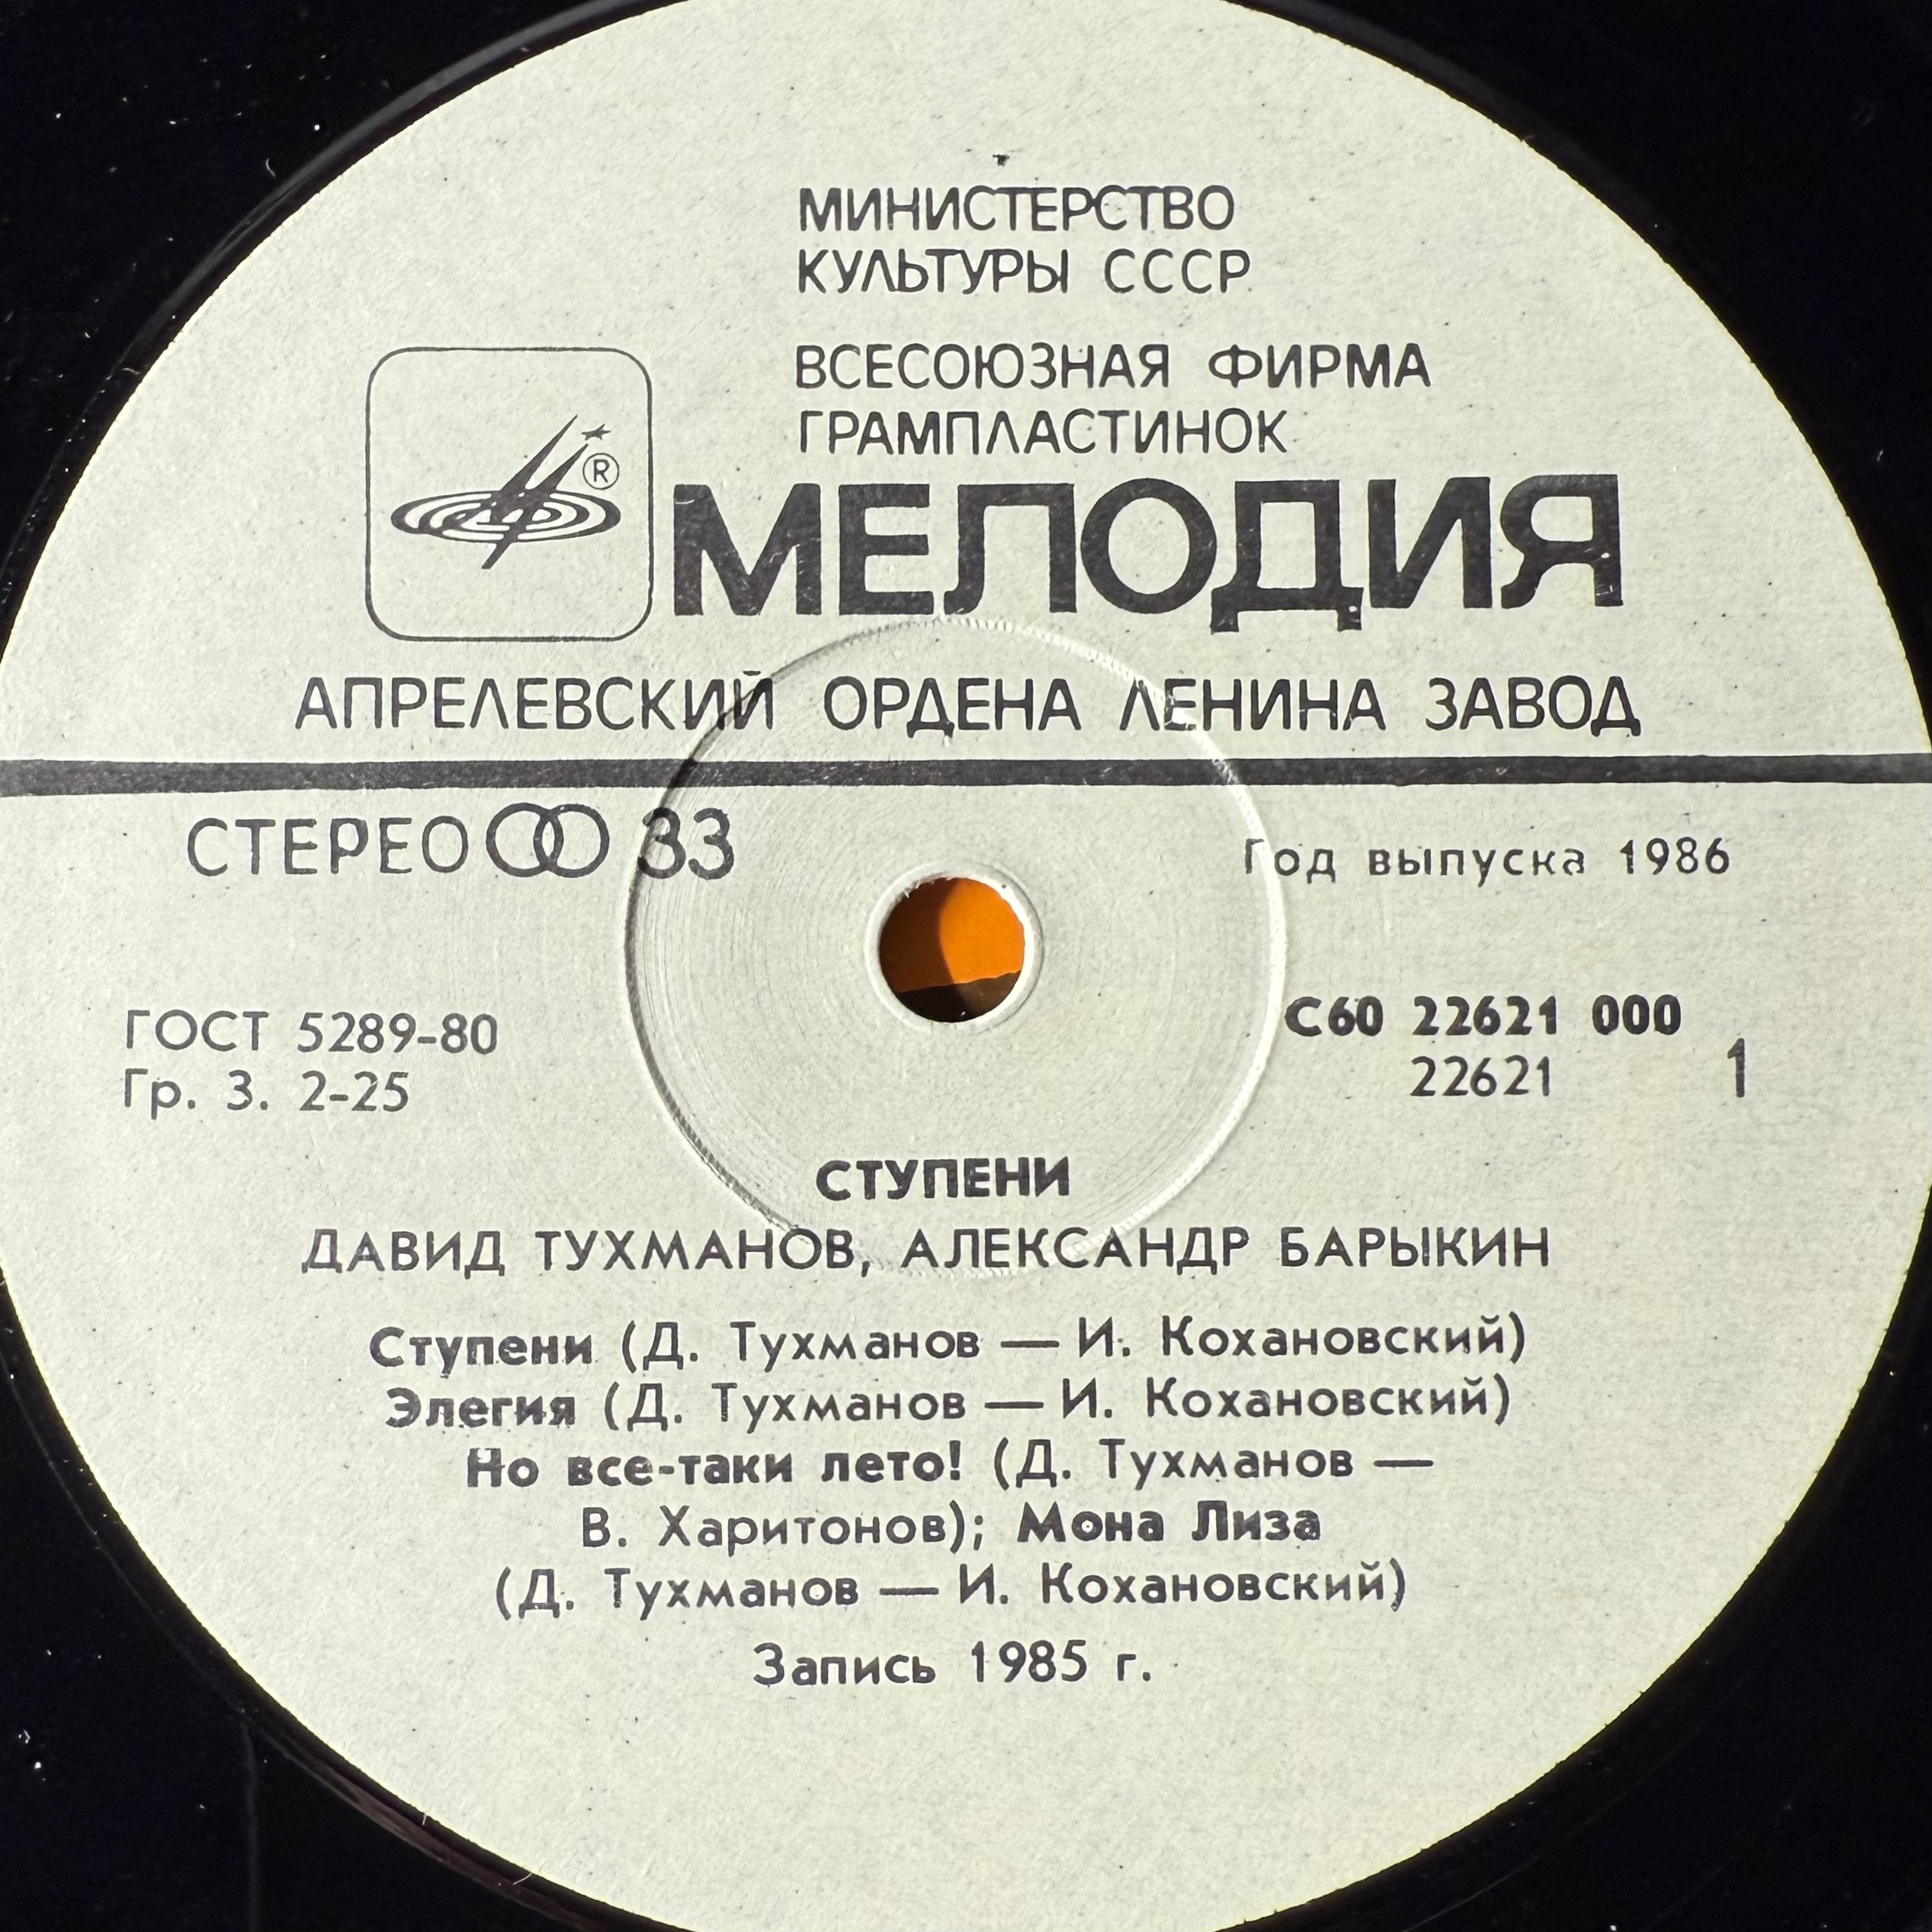 МИНИСТЕРСТВО
КУЛЬТУРЫ СССР
ВСЕСОЮЗНАЯ ФИРМА
ГРАМПЛАСТИНОК
®
МЕЛОДИЯ
АПРЕЛЕВСКИЙ ОРДЕНА ЛЕНИНА ЗАВОД
СТЕРЕО 33
Год выпуска 1986
ГОСТ 5289-80
Гр. 3. 2-25
С60 22621 000
22621 1
СТУПЕНИ
ДАВИД ТУХМАНОВ, АЛЕКСАНДР БАРЫКИН
Ступени (Д. Тухманов — И. Кохановский)
Элегия (Д. Тухманов — И. Кохановский)
Но все-таки лето! (Д. Тухманов —
В. Харитонов); Мона Лиза
(Д. Тухманов — И. Кохановский)
Запись 1985 г.